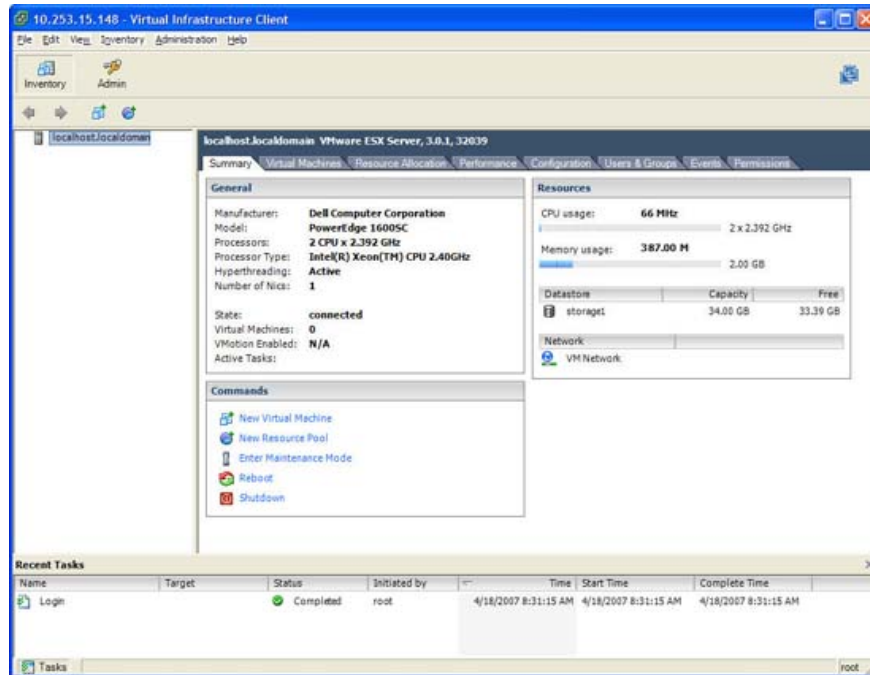 10.253.15.148 - Virtual Infrastructure Client
File Edit View Inventory Administration Help
Inventory Admin
localhost.localdomain
localhost.localdomain VMware ESX Server, 3.0.1, 32039
Summary Virtual Machines Resource Allocation Performance Configuration Users & Groups Events Permissions
General
Manufacturer: Dell Computer Corporation
Model: PowerEdge 1600SC
Processors: 2 CPU x 2.392 GHz
Processor Type: Intel(R) Xeon(TM) CPU 2.40GHz
Hyperthreading: Active
Number of Nics: 1
State: connected
Virtual Machines: 0
VMotion Enabled: N/A
Active Tasks:
Commands
New Virtual Machine
New Resource Pool
Enter Maintenance Mode
Reboot
Shutdown
Resources
CPU usage: 66 MHz
2 x 2.392 GHz
Memory usage: 387.00 M
2.00 GB
Datastore Capacity Free
storage1 34.00 GB 33.39 GB
Network
VM Network
Recent Tasks
Name Target Status Initiated by Time Start Time Complete Time
Login Completed root 4/18/2007 8:31:15 AM 4/18/2007 8:31:15 AM 4/18/2007 8:31:15 AM
Tasks root